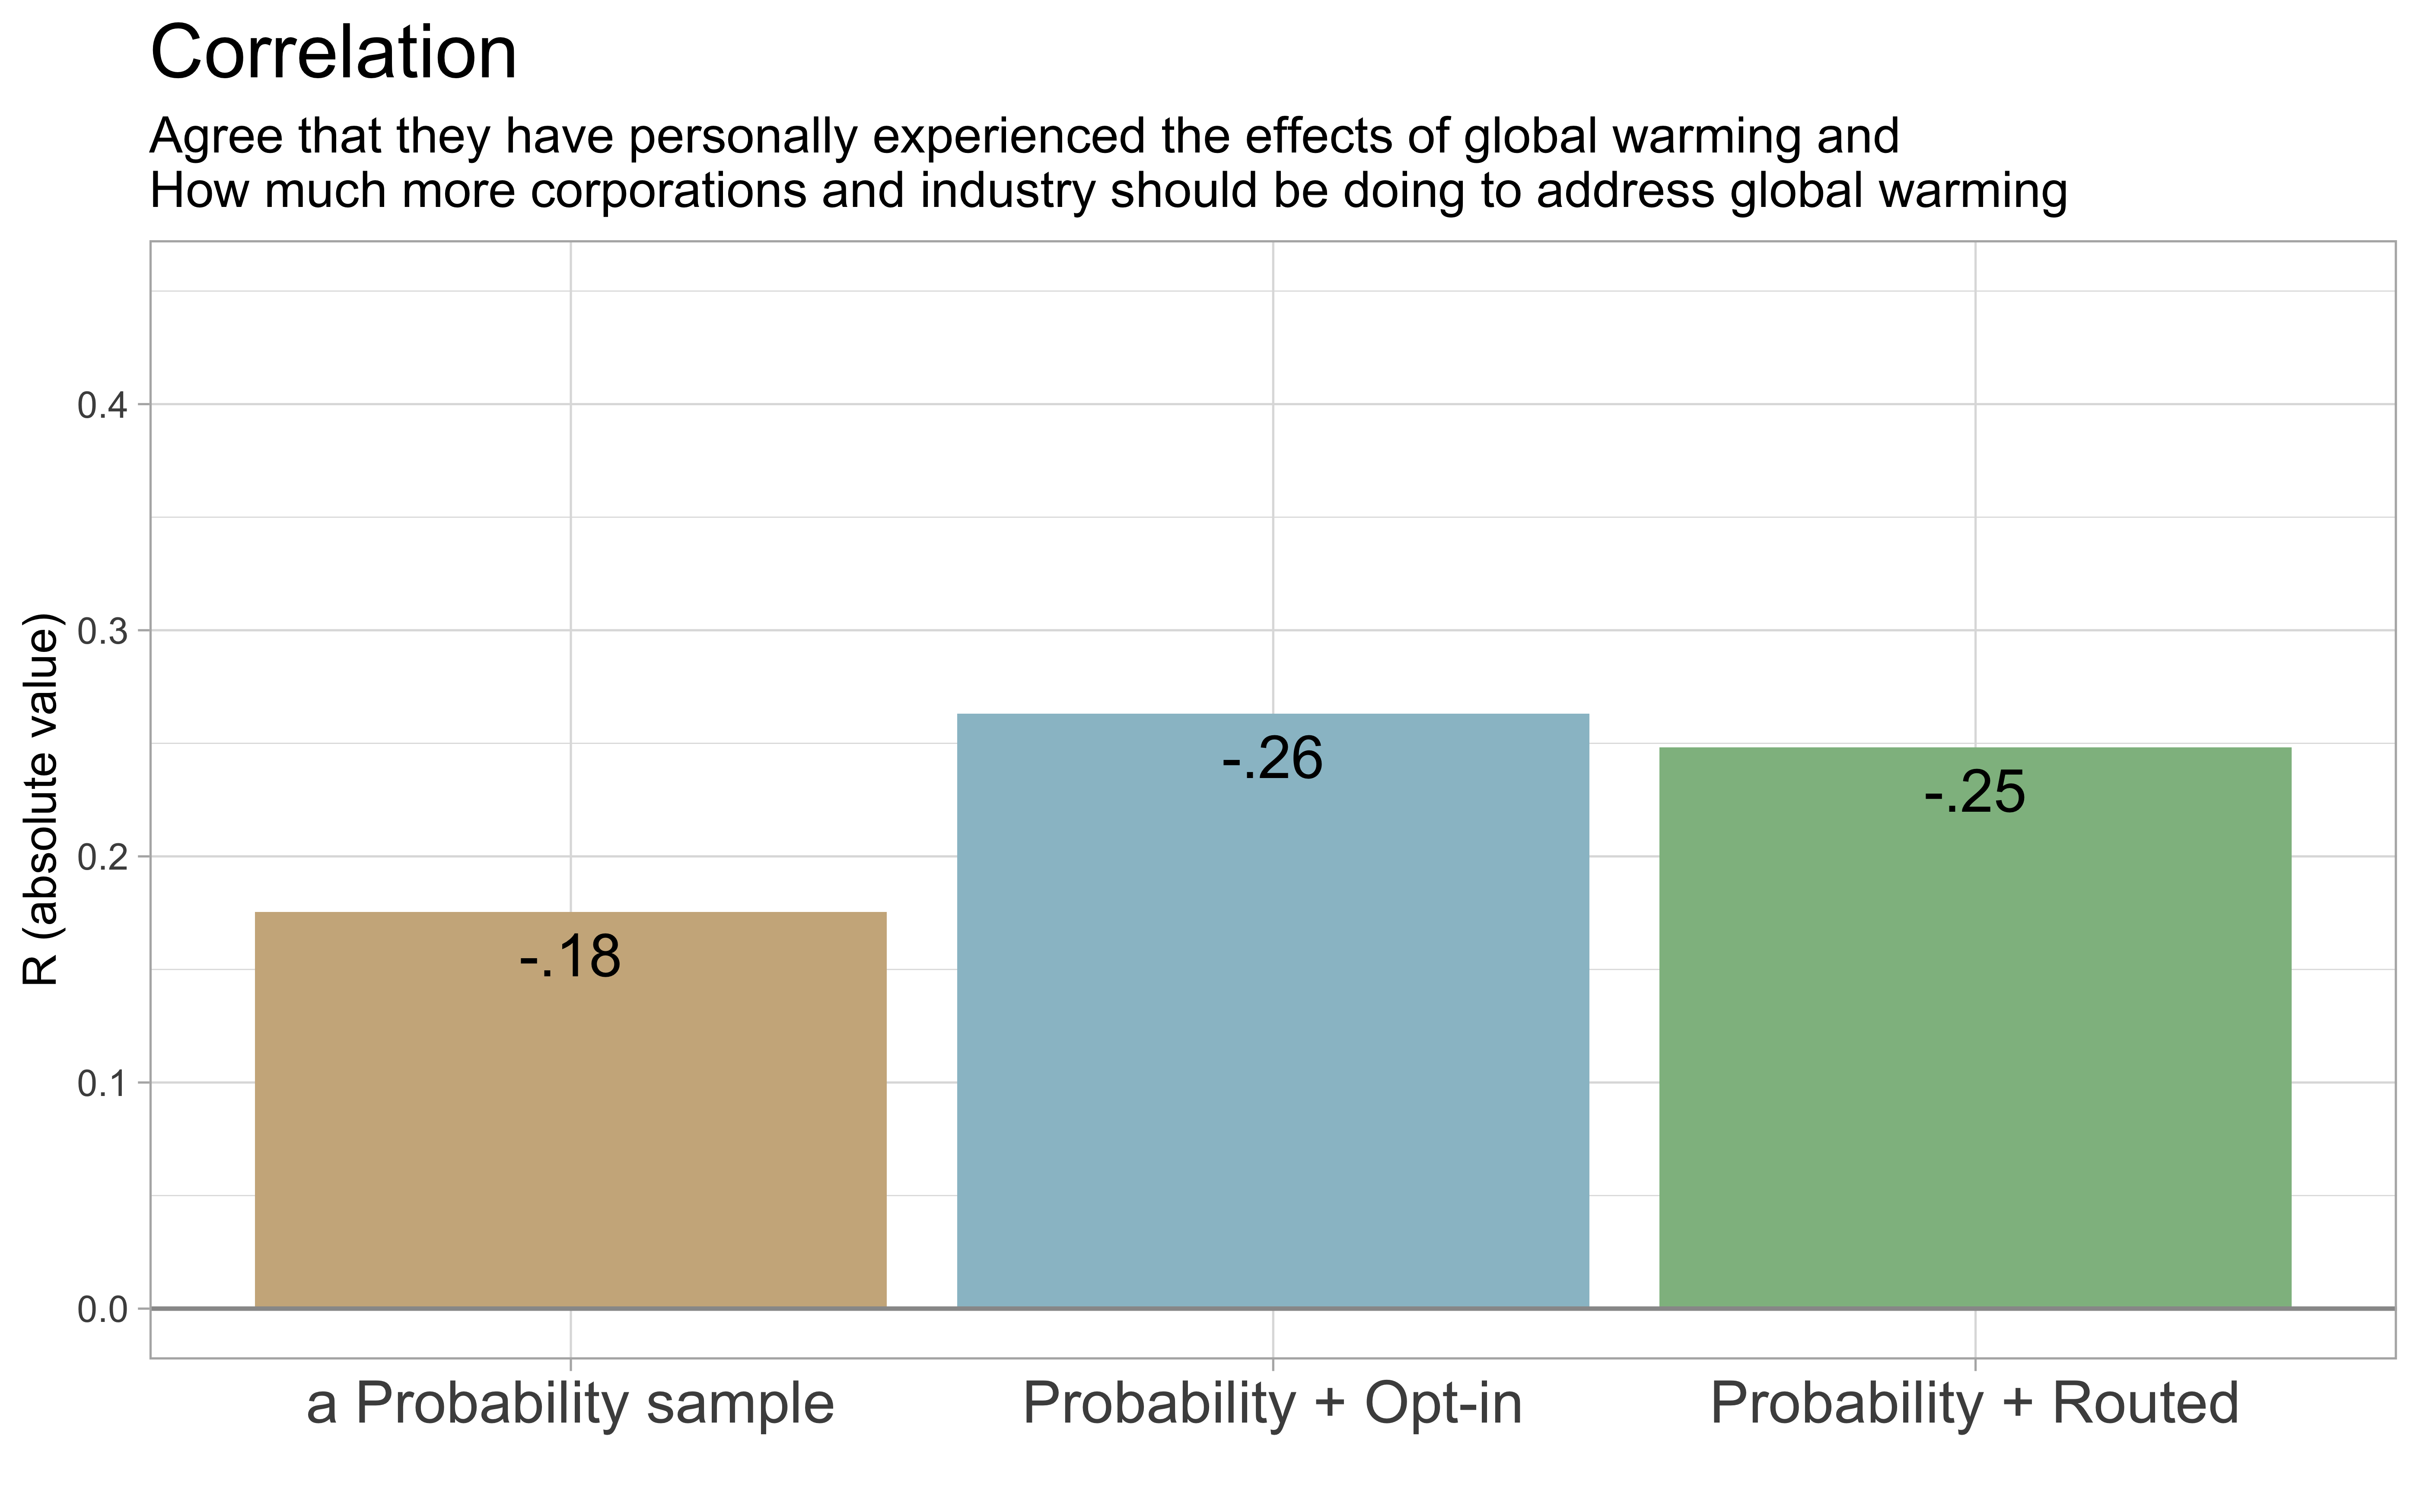 Correlation
Agree that they have personally experienced the effects of global warming and
How much more corporations and industry should be doing to address global warming
R (absolute value)
0.4
0.3
0.2
0.1
0.0
-.18
-.26
-.25
a Probability sample
Probability + Opt-in
Probability + Routed